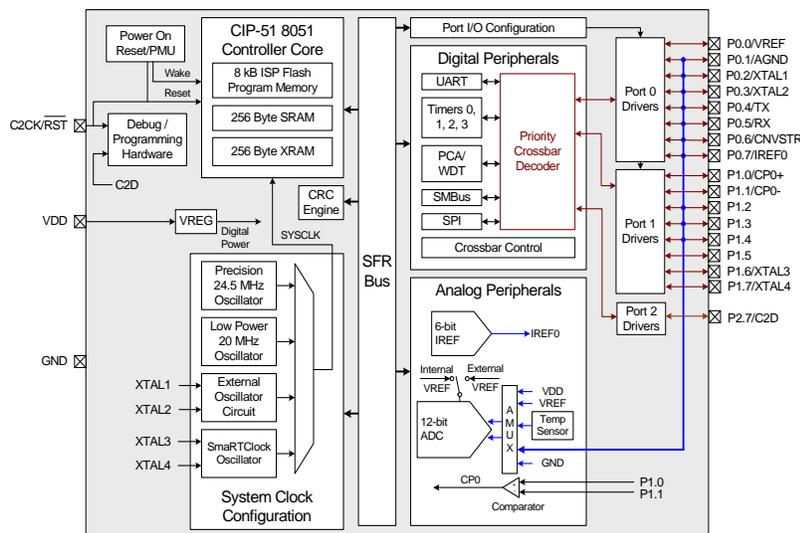 Power On
Reset/PMU
Wake
Reset
C2CK/RST
Debug /
Programming
Hardware
C2D
VDD
VREG
Digital
Power
GND
CIP-51 8051
Controller Core
8 kB ISP Flash
Program Memory
256 Byte SRAM
256 Byte XRAM
CRC
Engine
SYSCLK
Precision
24.5 MHz
Oscillator
Low Power
20 MHz
Oscillator
XTAL1
XTAL2
External
Oscillator
Circuit
XTAL3
XTAL4
SmaRTClock
Oscillator
System Clock
Configuration
SFR
Bus
Port I/O Configuration
Digital Peripherals
UART
Timers 0,
1, 2, 3
PCA/
WDT
SMBus
SPI
Priority
Crossbar
Decoder
Crossbar Control
Analog Peripherals
6-bit
IREF
IREF0
Internal
VREF
External
VREF
12-bit
ADC
A
M
U
X
VDD
VREF
Temp
Sensor
GND
CP0
+
-
Comparator
P1.0
P1.1
Port 0
Drivers
Port 1
Drivers
Port 2
Drivers
P0.0/VREF
P0.1/AGND
P0.2/XTAL1
P0.3/XTAL2
P0.4/TX
P0.5/RX
P0.6/CNVSTR
P0.7/IREF0
P1.0/CP0+
P1.1/CP0-
P1.2
P1.3
P1.4
P1.5
P1.6/XTAL3
P1.7/XTAL4
P2.7/C2D